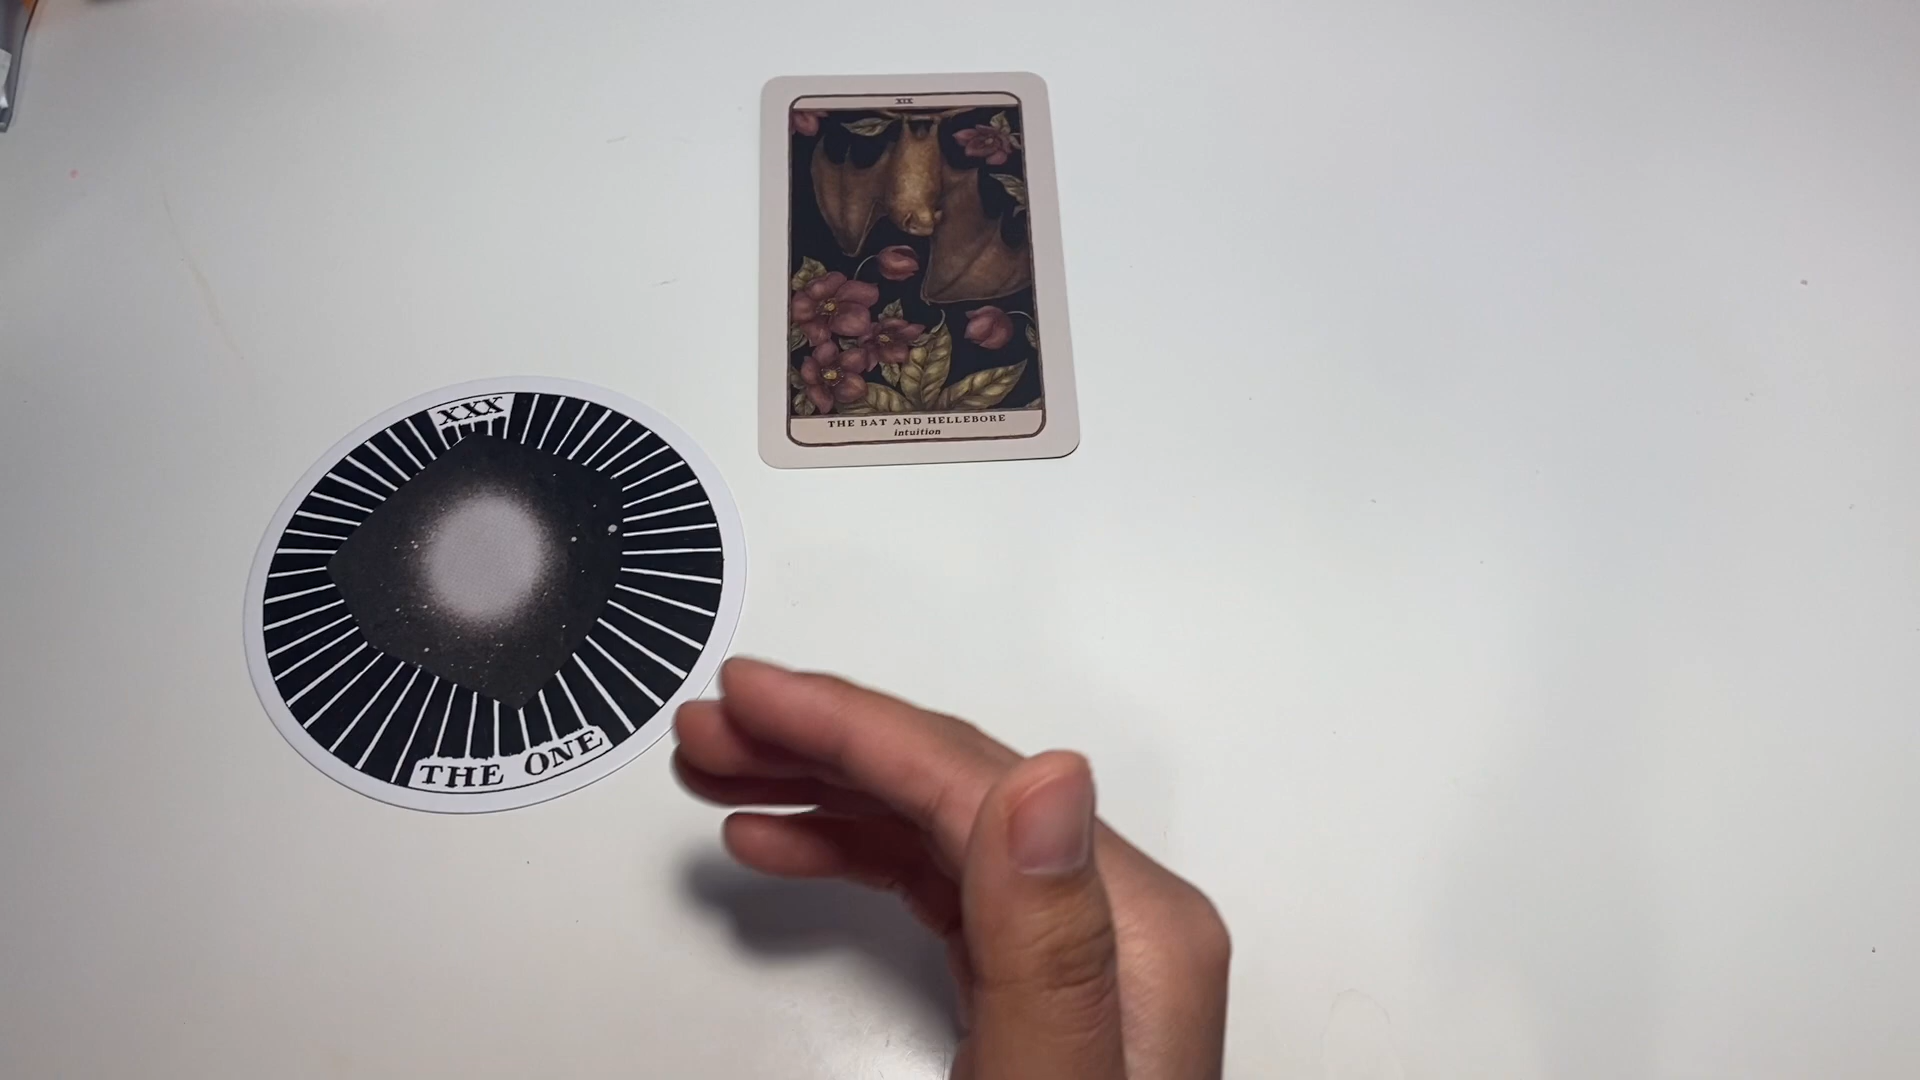 XIX
THE BAT AND HELLEBORE
intuition
XXX
THE ONE